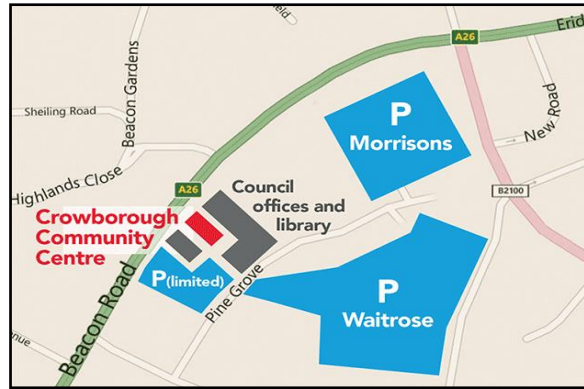 A26
Erid
Beacon Gardens
Sheiling Road
P
Morrisons
New Road
Highlands Close
A26
B2100
Council
offices and
library
Crowborough
Community
Centre
P(limited)
Pine Grove
P
Waitrose
Beacon Road